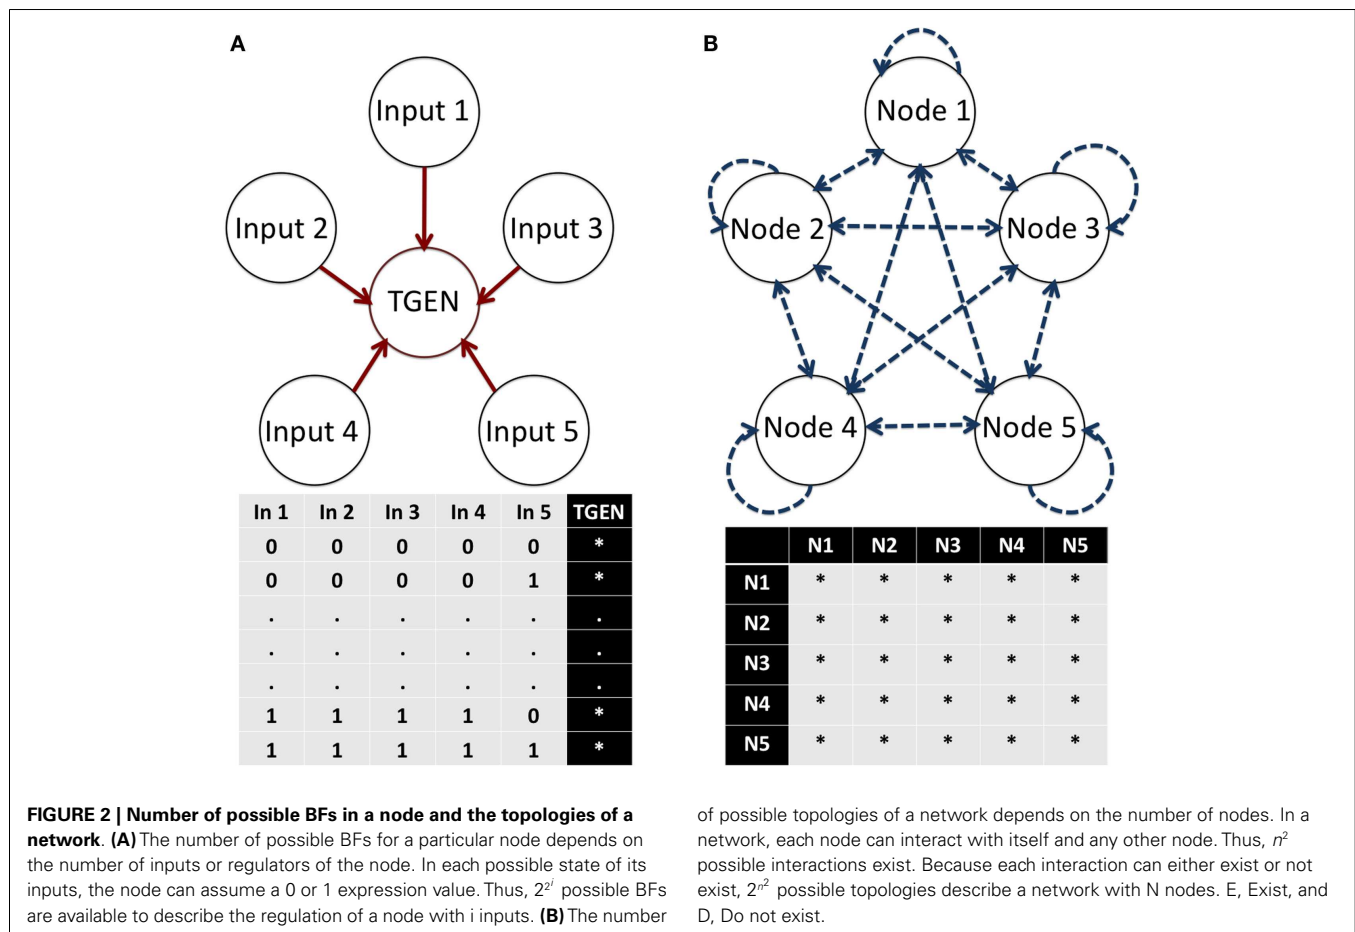 A
Input 1
Input 2
Input 3
TGEN
Input 4
Input 5
In 1 In 2 In 3 In 4 In 5 TGEN
0 0 0 0 0 *
0 0 0 0 1 *
. . . . . .
. . . . . .
. . . . . .
1 1 1 1 0 *
1 1 1 1 1 *
B
Node 1
Node 2
Node 3
Node 4
Node 5
N1 N2 N3 N4 N5
N1 * * * * *
N2 * * * * *
N3 * * * * *
N4 * * * * *
N5 * * * * *
FIGURE 2 | Number of possible BFs in a node and the topologies of a
network. (A) The number of possible BFs for a particular node depends on
the number of inputs or regulators of the node. In each possible state of its
inputs, the node can assume a 0 or 1 expression value. Thus, 2^{2^i} possible BFs
are available to describe the regulation of a node with i inputs. (B) The number
of possible topologies of a network depends on the number of nodes. In a
network, each node can interact with itself and any other node. Thus, n²
possible interactions exist. Because each interaction can either exist or not
exist, 2^{n²} possible topologies describe a network with N nodes. E, Exist, and
D, Do not exist.